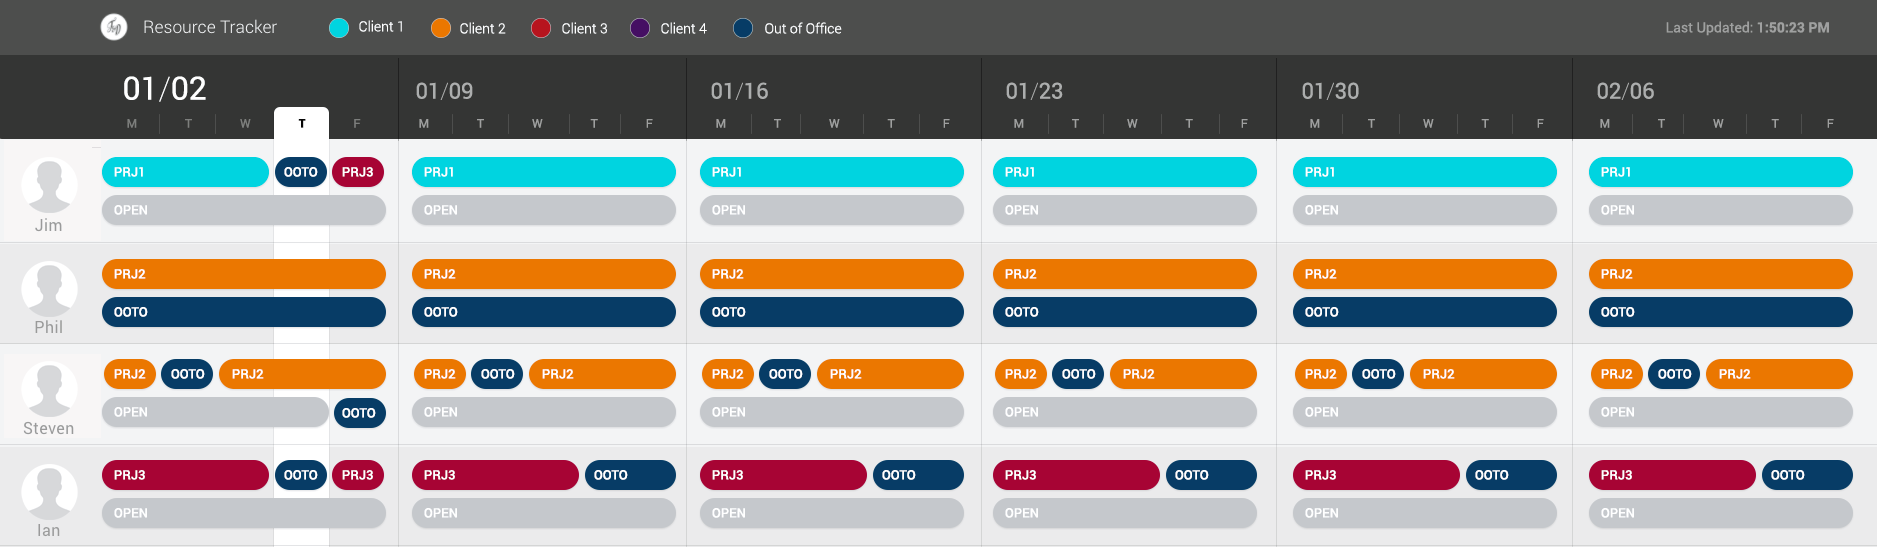 Resource Tracker Client 1 Client 2 Client 3 Client 4 Out of Office Last Updated: 1:50:23 PM
01/02 01/09 01/16 01/23 01/30 02/06
M T W T F M T W T F M T W T F M T W T F M T W T F M T W T F
PRJ1 OOTO PRJ3 PRJ1 PRJ1 PRJ1 PRJ1 PRJ1
OPEN OPEN OPEN OPEN OPEN OPEN
Jim
PRJ2 PRJ2 PRJ2 PRJ2 PRJ2 PRJ2
OOTO OOTO OOTO OOTO OOTO OOTO
Phil
PRJ2 OOTO PRJ2 PRJ2 OOTO PRJ2 PRJ2 OOTO PRJ2 PRJ2 OOTO PRJ2 PRJ2 OOTO PRJ2 PRJ2 OOTO PRJ2
OPEN OOTO OPEN OPEN OPEN OPEN OPEN
Steven
PRJ3 OOTO PRJ3 PRJ3 OOTO PRJ3 OOTO PRJ3 OOTO PRJ3 OOTO PRJ3 OOTO
OPEN OPEN OPEN OPEN OPEN OPEN
Ian